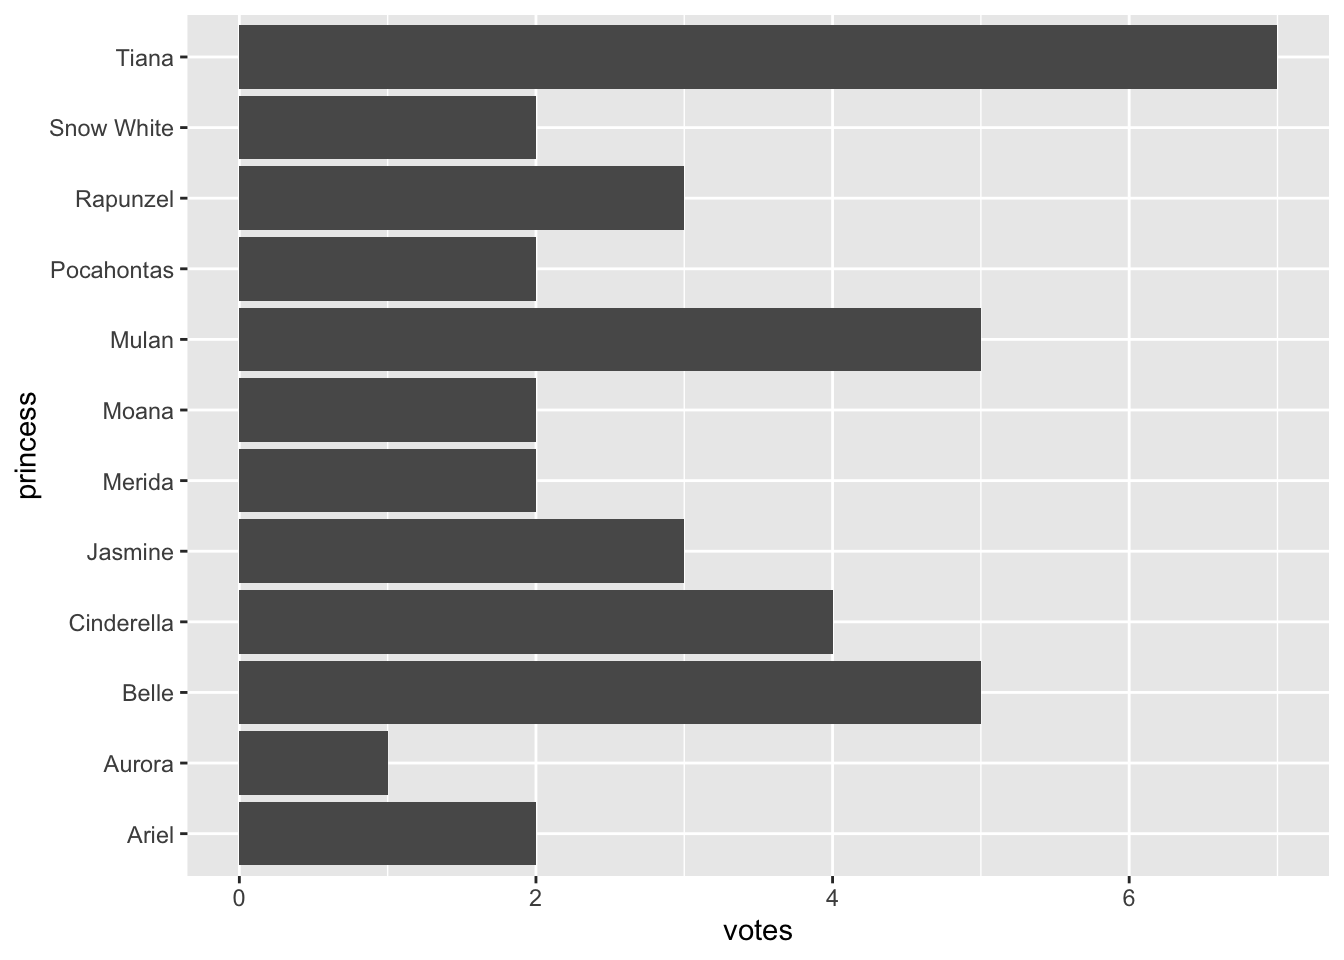 Tiana
Snow White
Rapunzel
Pocahontas
Mulan
Moana
Merida
Jasmine
Cinderella
Belle
Aurora
Ariel
princess
0 2 4 6
votes